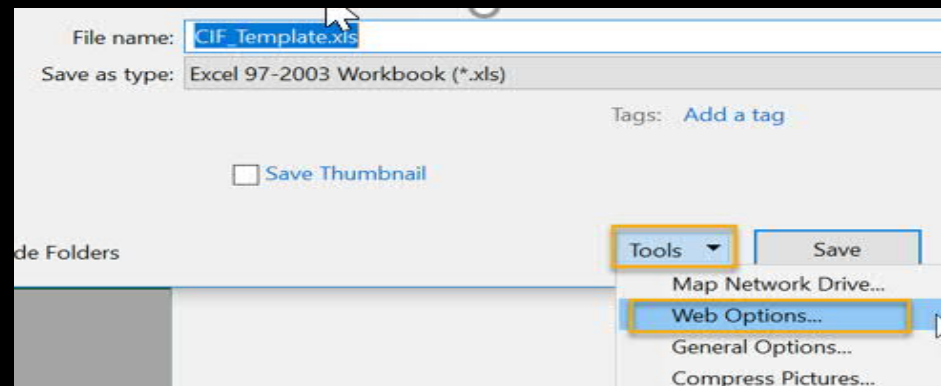 File name: CIF_Template.xls
Save as type: Excel 97-2003 Workbook (*.xls)
Tags: Add a tag
Save Thumbnail
de Folders
Tools Save
Map Network Drive...
Web Options...
General Options...
Compress Pictures...